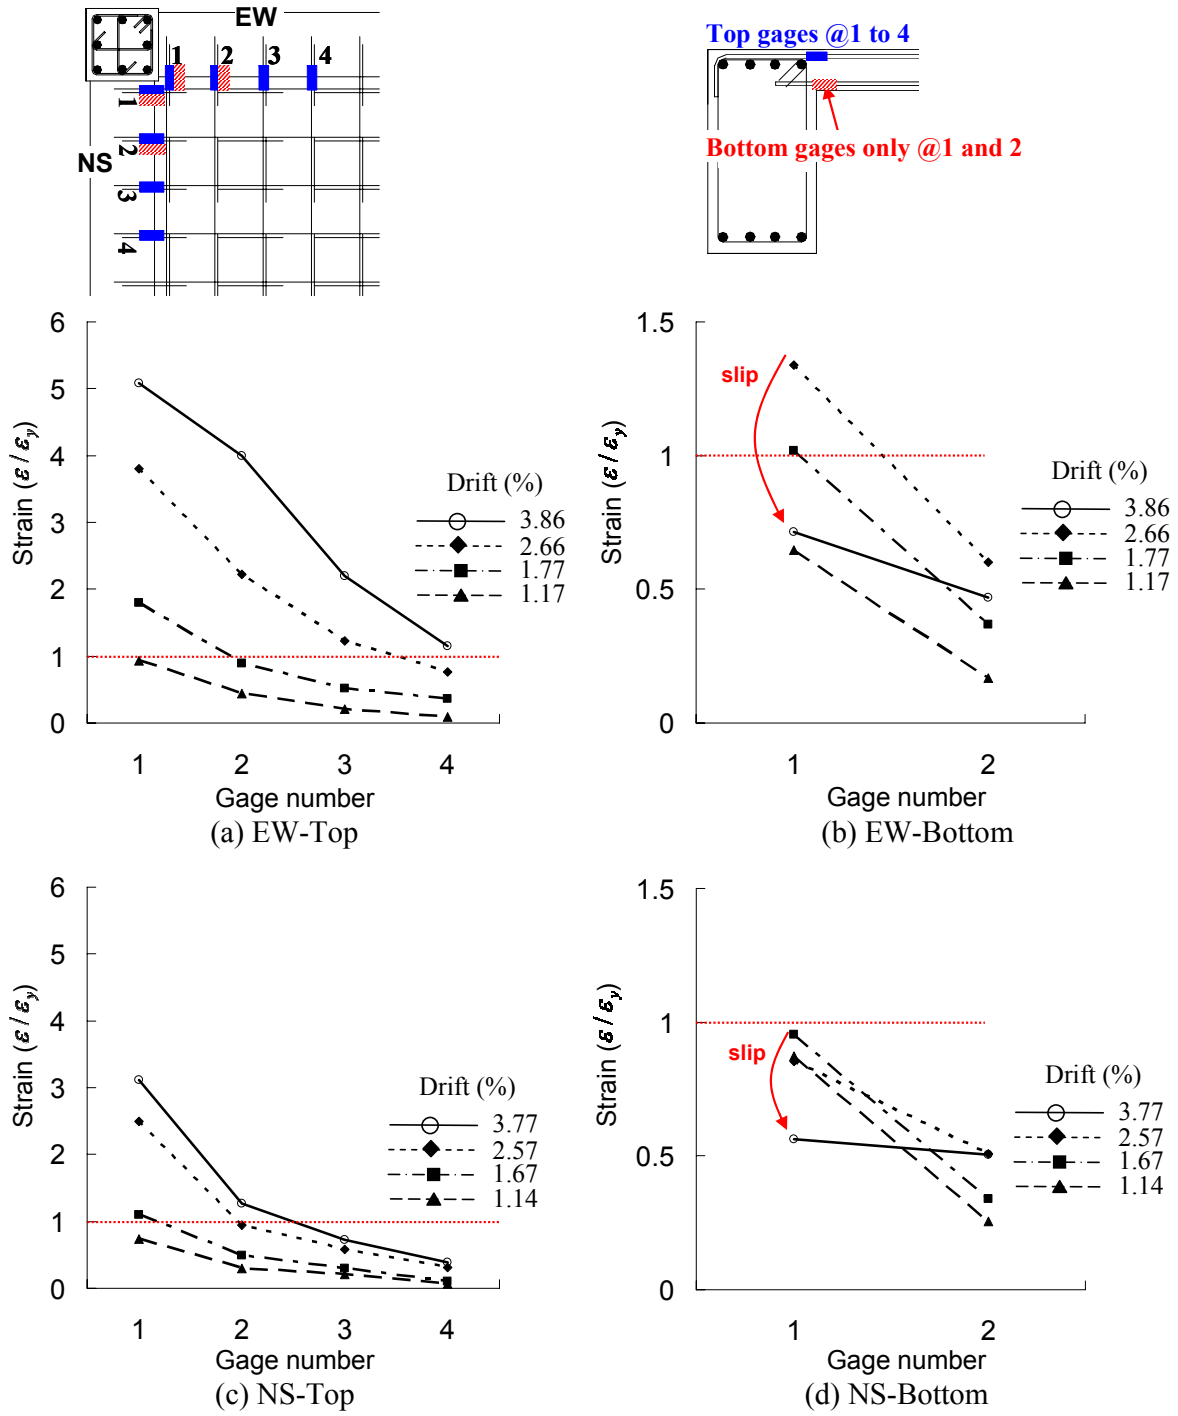 EW
1 2 3 4
1
2
NS
3
4
Top gages @1 to 4
Bottom gages only @1 and 2
6
5
4
3
2
1
0
Strain (ε / εy)
Drift (%)
3.86
2.66
1.77
1.17
1 2 3 4
Gage number
(a) EW-Top
1.5
1
0.5
0
Strain (ε / εy)
slip
Drift (%)
3.86
2.66
1.77
1.17
1 2
Gage number
(b) EW-Bottom
6
5
4
3
2
1
0
Strain (ε / εy)
Drift (%)
3.77
2.57
1.67
1.14
1 2 3 4
Gage number
(c) NS-Top
1.5
1
0.5
0
Strain (ε / εy)
slip
Drift (%)
3.77
2.57
1.67
1.14
1 2
Gage number
(d) NS-Bottom